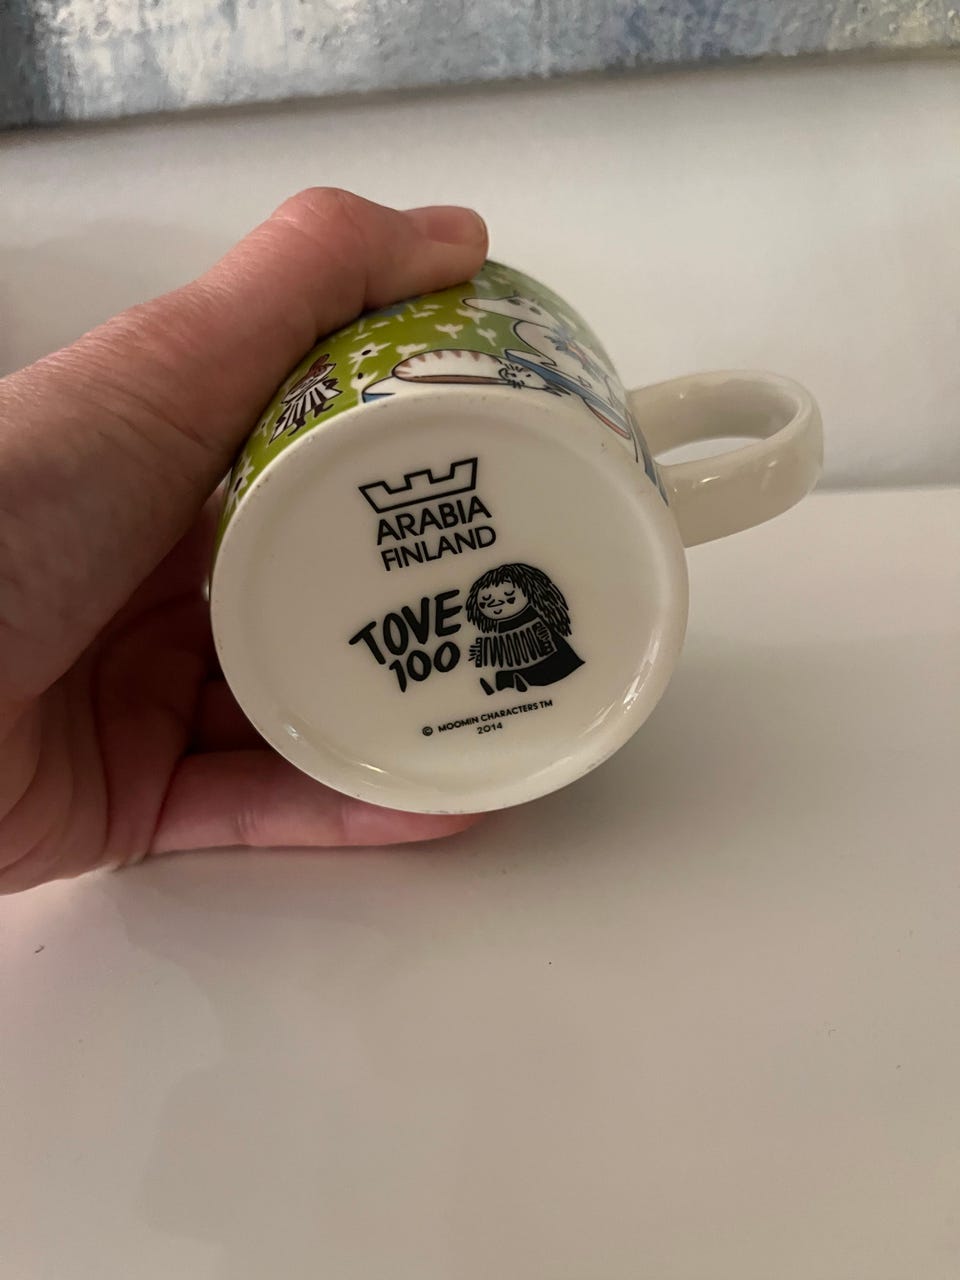 ARABIA
FINLAND
TOVE
100
© MOOMIN CHARACTERS TM
2014